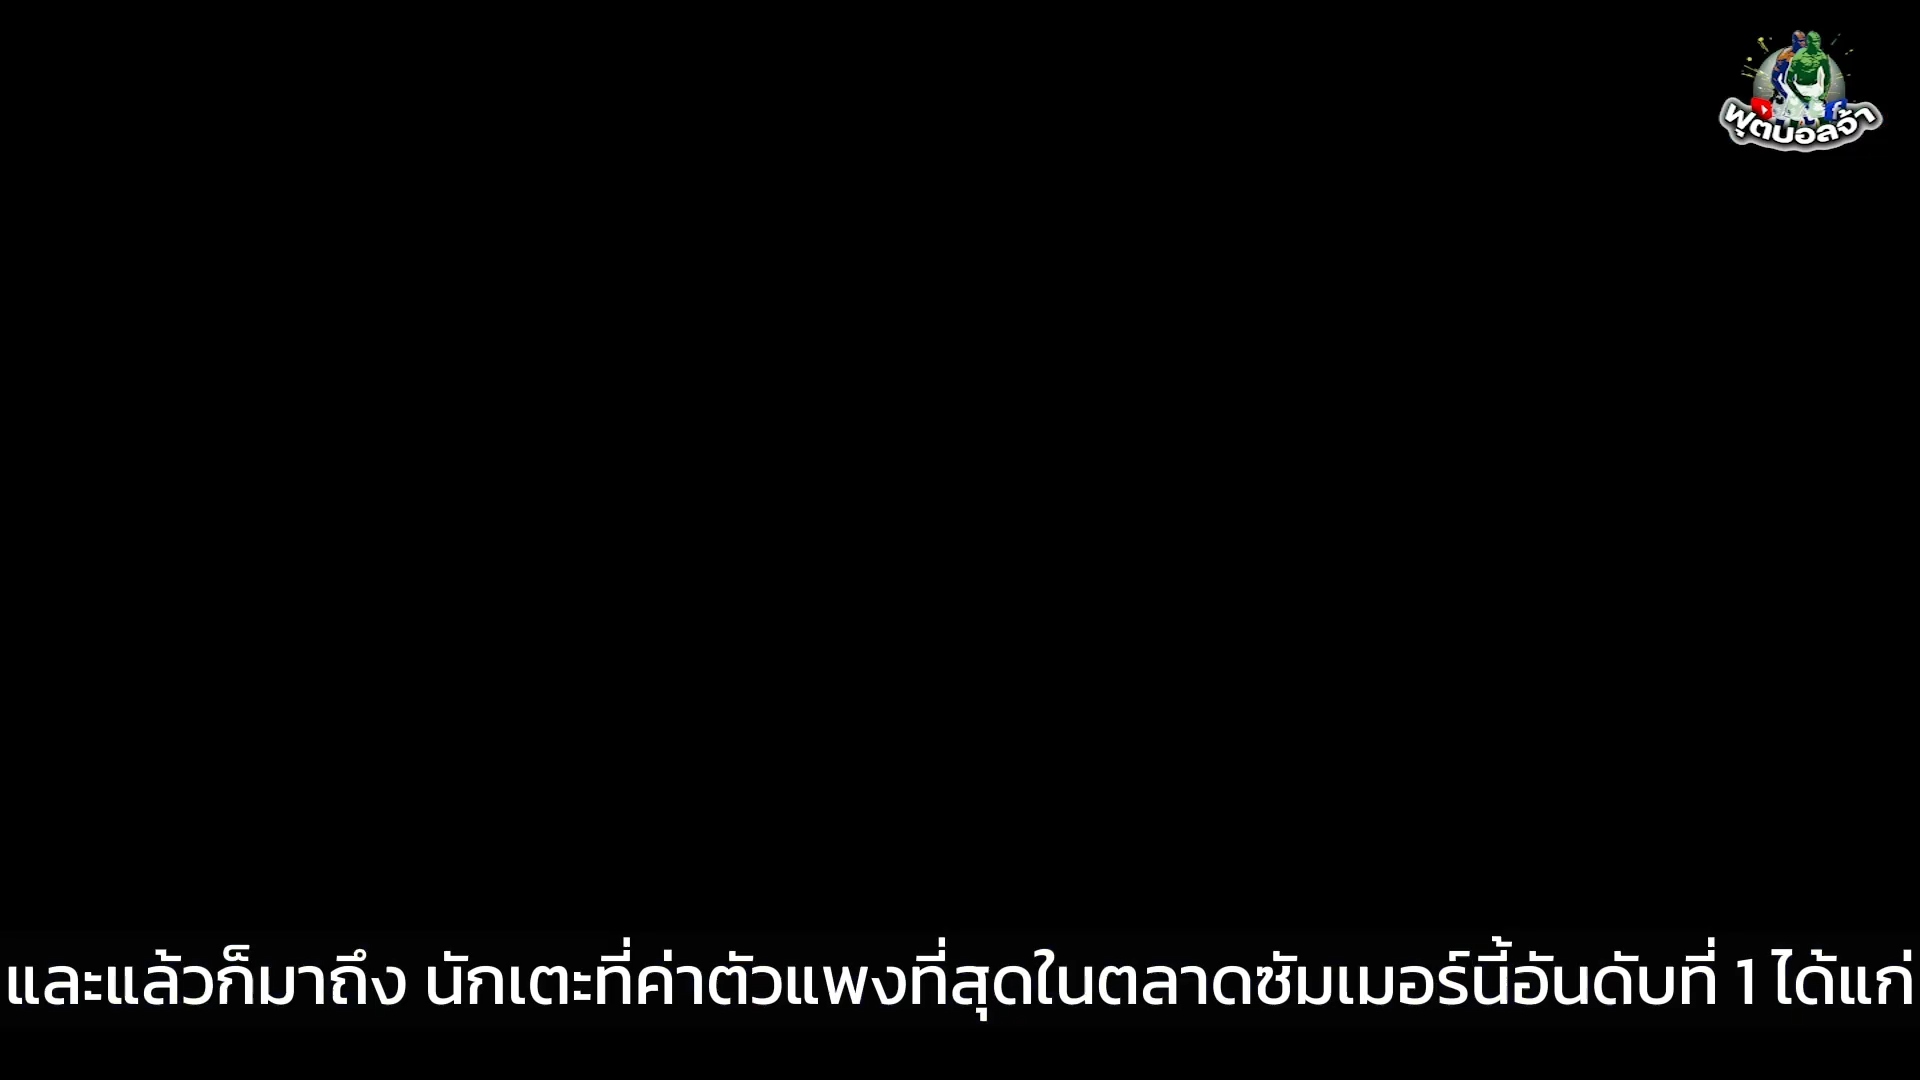 ฟุตบอลจ้า
และแล้วก็มาถึง นักเตะที่ค่าตัวแพงที่สุดในตลาดซัมเมอร์นี้อันดับที่ 1 ได้แก่